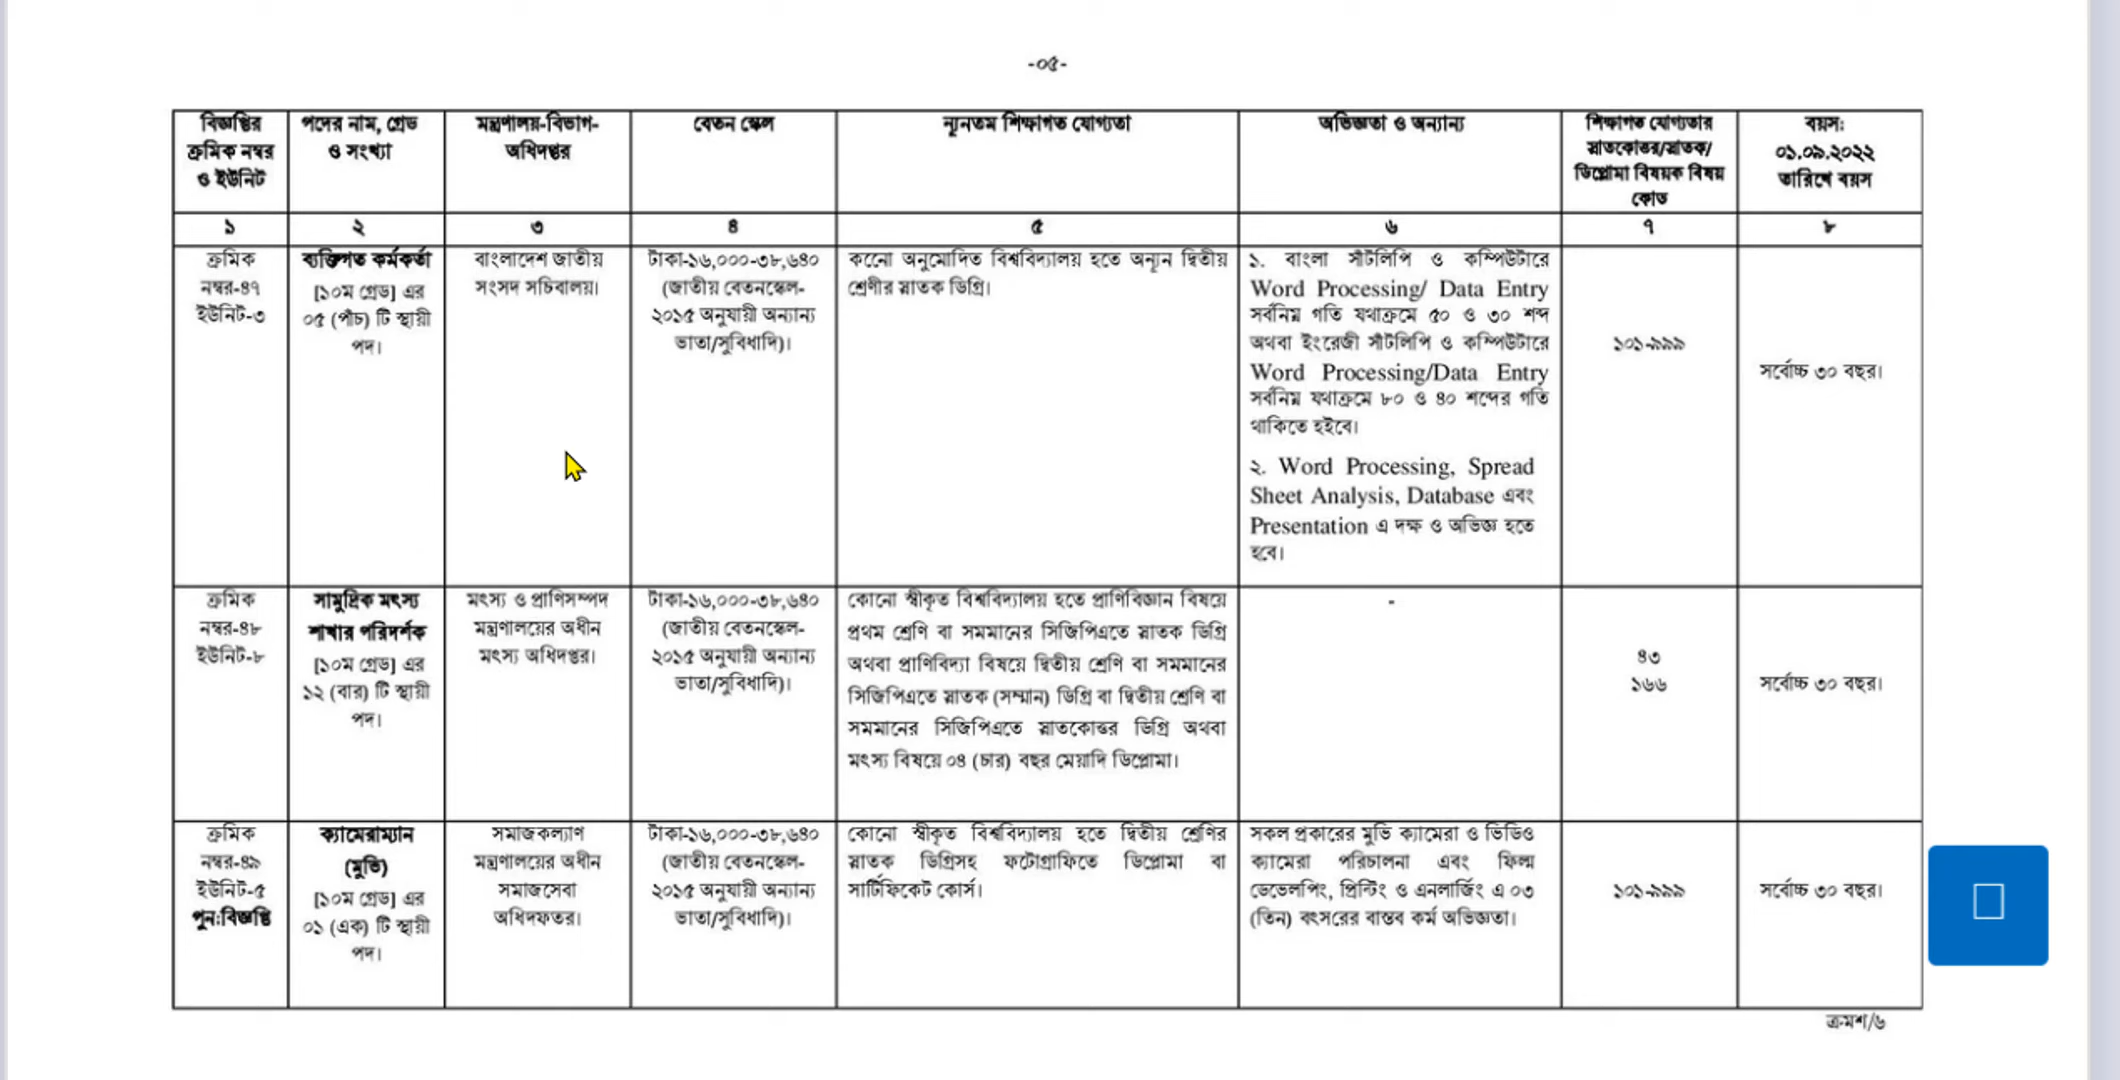 -০৫-
বিজ্ঞপ্তির
ক্রমিক নম্বর
ও ইউনিট
পদের নাম, গ্রেড
ও সংখ্যা
মন্ত্রণালয়-বিভাগ-
অধিদপ্তর
বেতন স্কেল
ন্যূনতম শিক্ষাগত যোগ্যতা
অভিজ্ঞতা ও অন্যান্য
শিক্ষাগত যোগ্যতার
স্নাতকোত্তর/স্নাতক/
ডিপ্লোমা বিষয়ক বিষয়
কোড
বয়স:
০১.০৯.২০২২
তারিখে বয়স
১
২
৩
৪
৫
৬
৭
৮
ক্রমিক
নম্বর-৪৭
ইউনিট-৩
ব্যক্তিগত কর্মকর্তা
[১০ম গ্রেড] এর
০৫ (পাঁচ) টি স্থায়ী
পদ।
বাংলাদেশ জাতীয়
সংসদ সচিবালয়।
টাকা-১৬,০০০-৩৮,৬৪০
(জাতীয় বেতনস্কেল-
২০১৫ অনুযায়ী অন্যান্য
ভাতা/সুবিধাদি)।
কনো অনুমোদিত বিশ্ববিদ্যালয় হতে অন্যূন দ্বিতীয়
শ্রেণীর স্নাতক ডিগ্রি।
১. বাংলা সাঁটলিপি ও কম্পিউটারে
Word Processing/ Data Entry
সর্বনিম্ন গতি যথাক্রমে ৫০ ও ৩০ শব্দ
অথবা ইংরেজী সাঁটলিপি ও কম্পিউটারে
Word Processing/Data Entry
সর্বনিম্ন যথাক্রমে ৮০ ও ৪০ শব্দের গতি
থাকিতে হইবে।
২. Word Processing, Spread
Sheet Analysis, Database এবং
Presentation এ দক্ষ ও অভিজ্ঞ হতে
হবে।
১০১-৯৯৯
সর্বোচ্চ ৩০ বছর।
ক্রমিক
নম্বর-৪৮
ইউনিট-৮
সামুদ্রিক মৎস্য
শাখার পরিদর্শক
[১০ম গ্রেড] এর
১২ (বার) টি স্থায়ী
পদ।
মৎস্য ও প্রাণিসম্পদ
মন্ত্রণালয়ের অধীন
মৎস্য অধিদপ্তর।
টাকা-১৬,০০০-৩৮,৬৪০
(জাতীয় বেতনস্কেল-
২০১৫ অনুযায়ী অন্যান্য
ভাতা/সুবিধাদি)।
কোনো স্বীকৃত বিশ্ববিদ্যালয় হতে প্রাণিবিজ্ঞান বিষয়ে
প্রথম শ্রেণি বা সমমানের সিজিপিএতে স্নাতক ডিগ্রি
অথবা প্রাণিবিদ্যা বিষয়ে দ্বিতীয় শ্রেণি বা সমমানের
সিজিপিএতে স্নাতক (সম্মান) ডিগ্রি বা দ্বিতীয় শ্রেণি বা
সমমানের সিজিপিএতে স্নাতকোত্তর ডিগ্রি অথবা
মৎস্য বিষয়ে ০৪ (চার) বছর মেয়াদি ডিপ্লোমা।
-
৪৩
১৬৬
সর্বোচ্চ ৩০ বছর।
ক্রমিক
নম্বর-৪৯
ইউনিট-৫
পুন:বিজ্ঞপ্তি
ক্যামেরাম্যান
(মুভি)
[১০ম গ্রেড] এর
০১ (এক) টি স্থায়ী
পদ।
সমাজকল্যাণ
মন্ত্রণালয়ের অধীন
সমাজসেবা
অধিদফতর।
টাকা-১৬,০০০-৩৮,৬৪০
(জাতীয় বেতনস্কেল-
২০১৫ অনুযায়ী অন্যান্য
ভাতা/সুবিধাদি)।
কোনো স্বীকৃত বিশ্ববিদ্যালয় হতে দ্বিতীয় শ্রেণির
স্নাতক ডিগ্রিসহ ফটোগ্রাফিতে ডিপ্লোমা বা
সার্টিফিকেট কোর্স।
সকল প্রকারের মুভি ক্যামেরা ও ভিডিও
ক্যামেরা পরিচালনা এবং ফিল্ম
ডেভেলপিং, প্রিন্টিং ও এনলার্জিং এ ০৩
(তিন) বৎসরের বাস্তব কর্ম অভিজ্ঞতা।
১০১-৯৯৯
সর্বোচ্চ ৩০ বছর।
ক্রমশ/৬